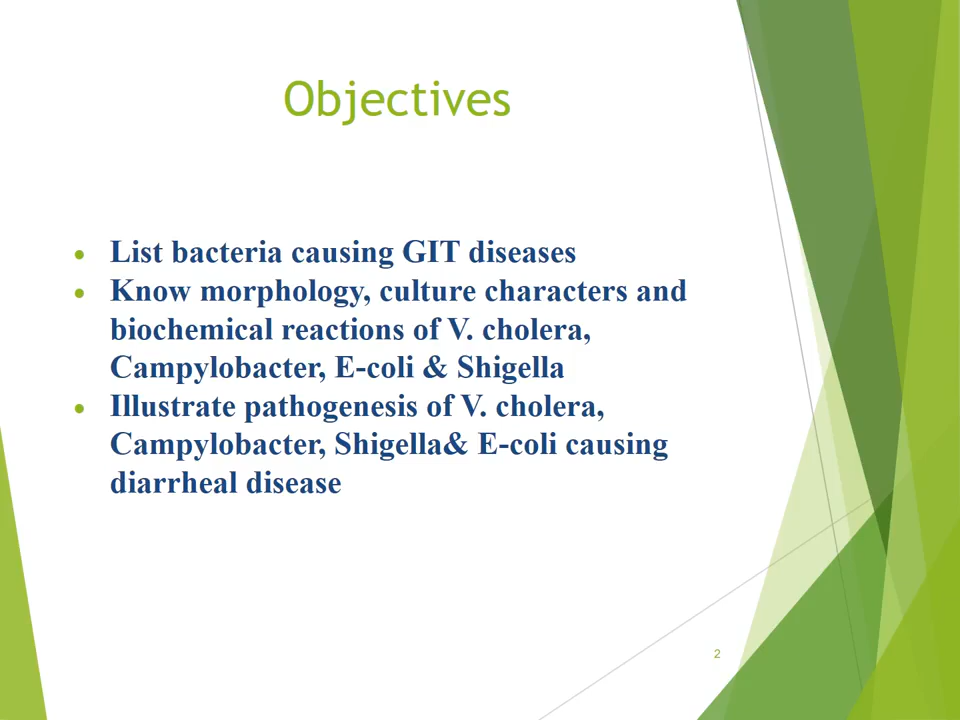 Objectives
• List bacteria causing GIT diseases
• Know morphology, culture characters and
biochemical reactions of V. cholera,
Campylobacter, E-coli & Shigella
• Illustrate pathogenesis of V. cholera,
Campylobacter, Shigella& E-coli causing
diarrheal disease
2